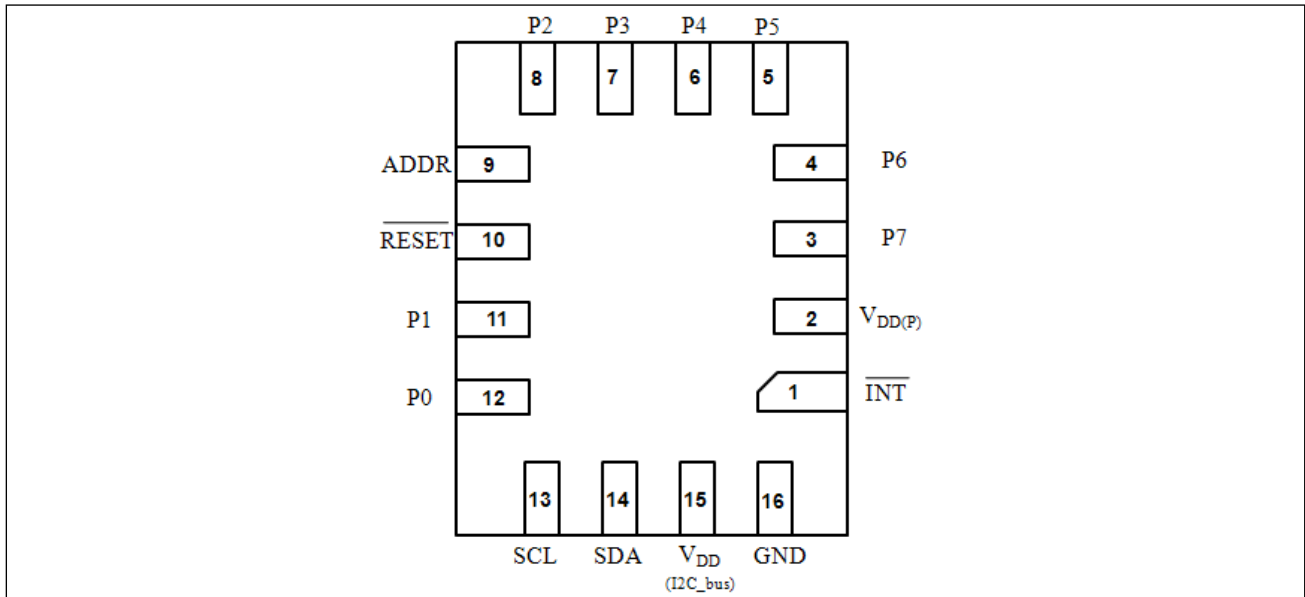 P2 P3 P4 P5
8 7 6 5
ADDR 9 4 P6
RESET 10 3 P7
P1 11 2 VDD(P)
P0 12 1 INT
13 14 15 16
SCL SDA VDD GND
(I2C_bus)